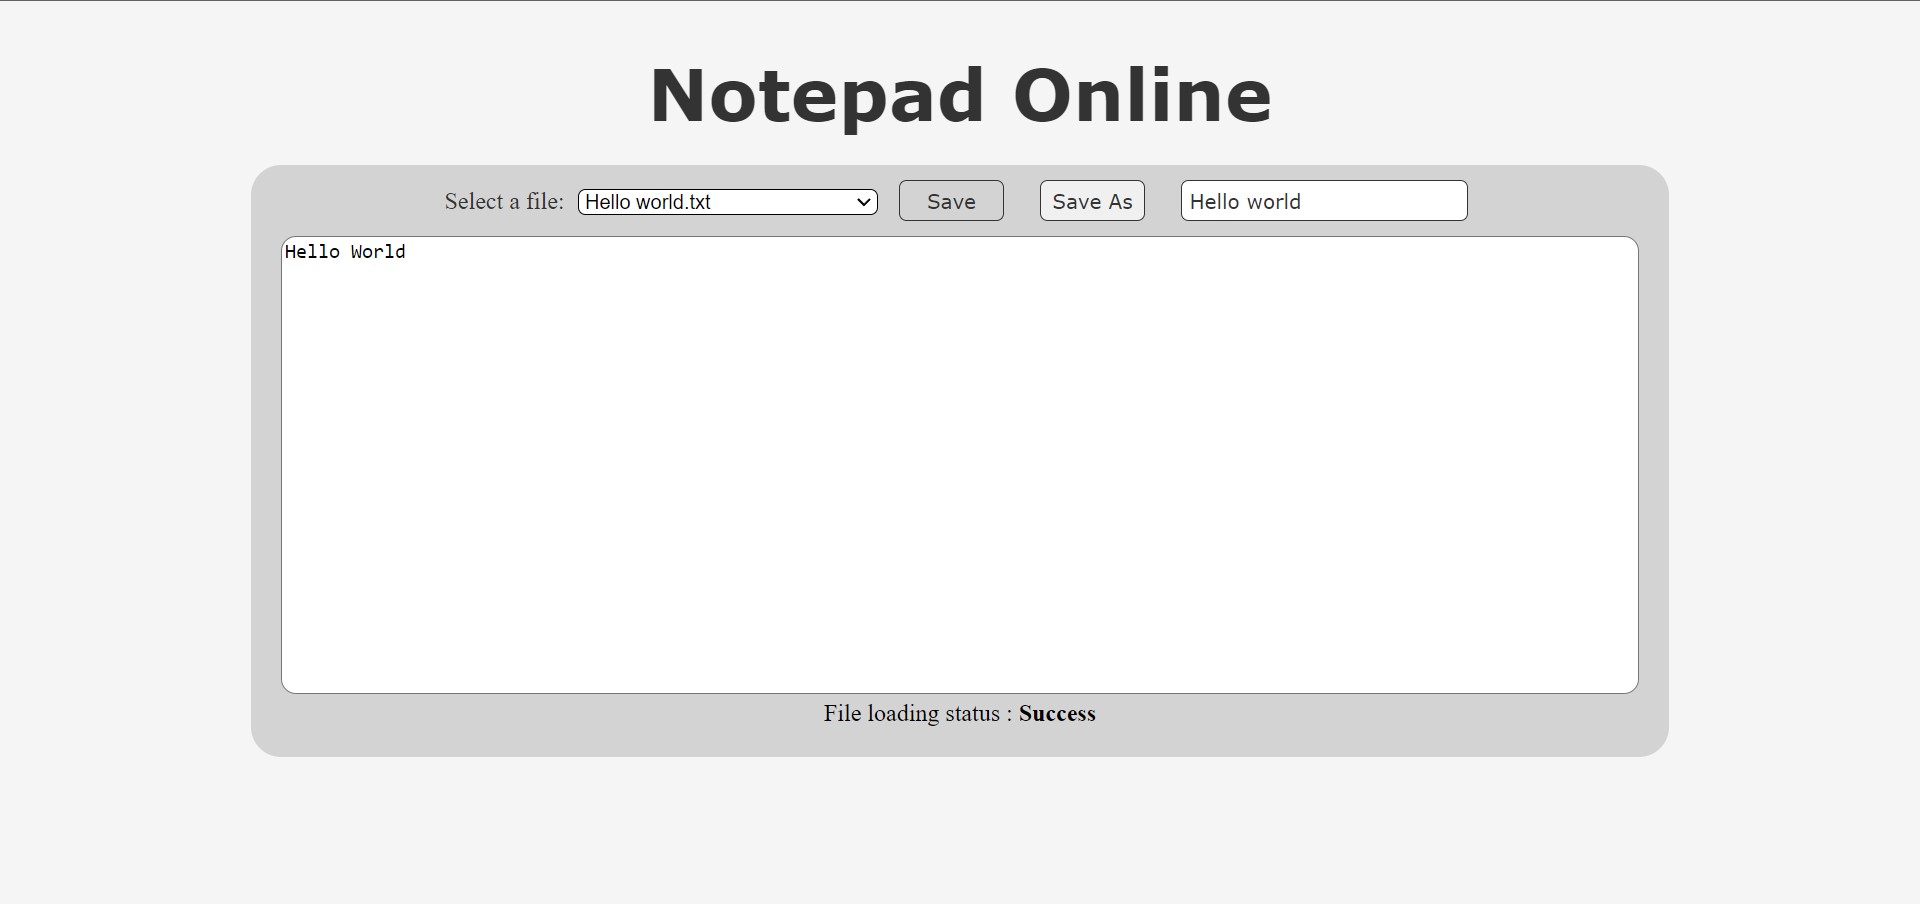 Notepad Online
Select a file: Hello world.txt Save Save As Hello world
Hello World
File loading status : Success